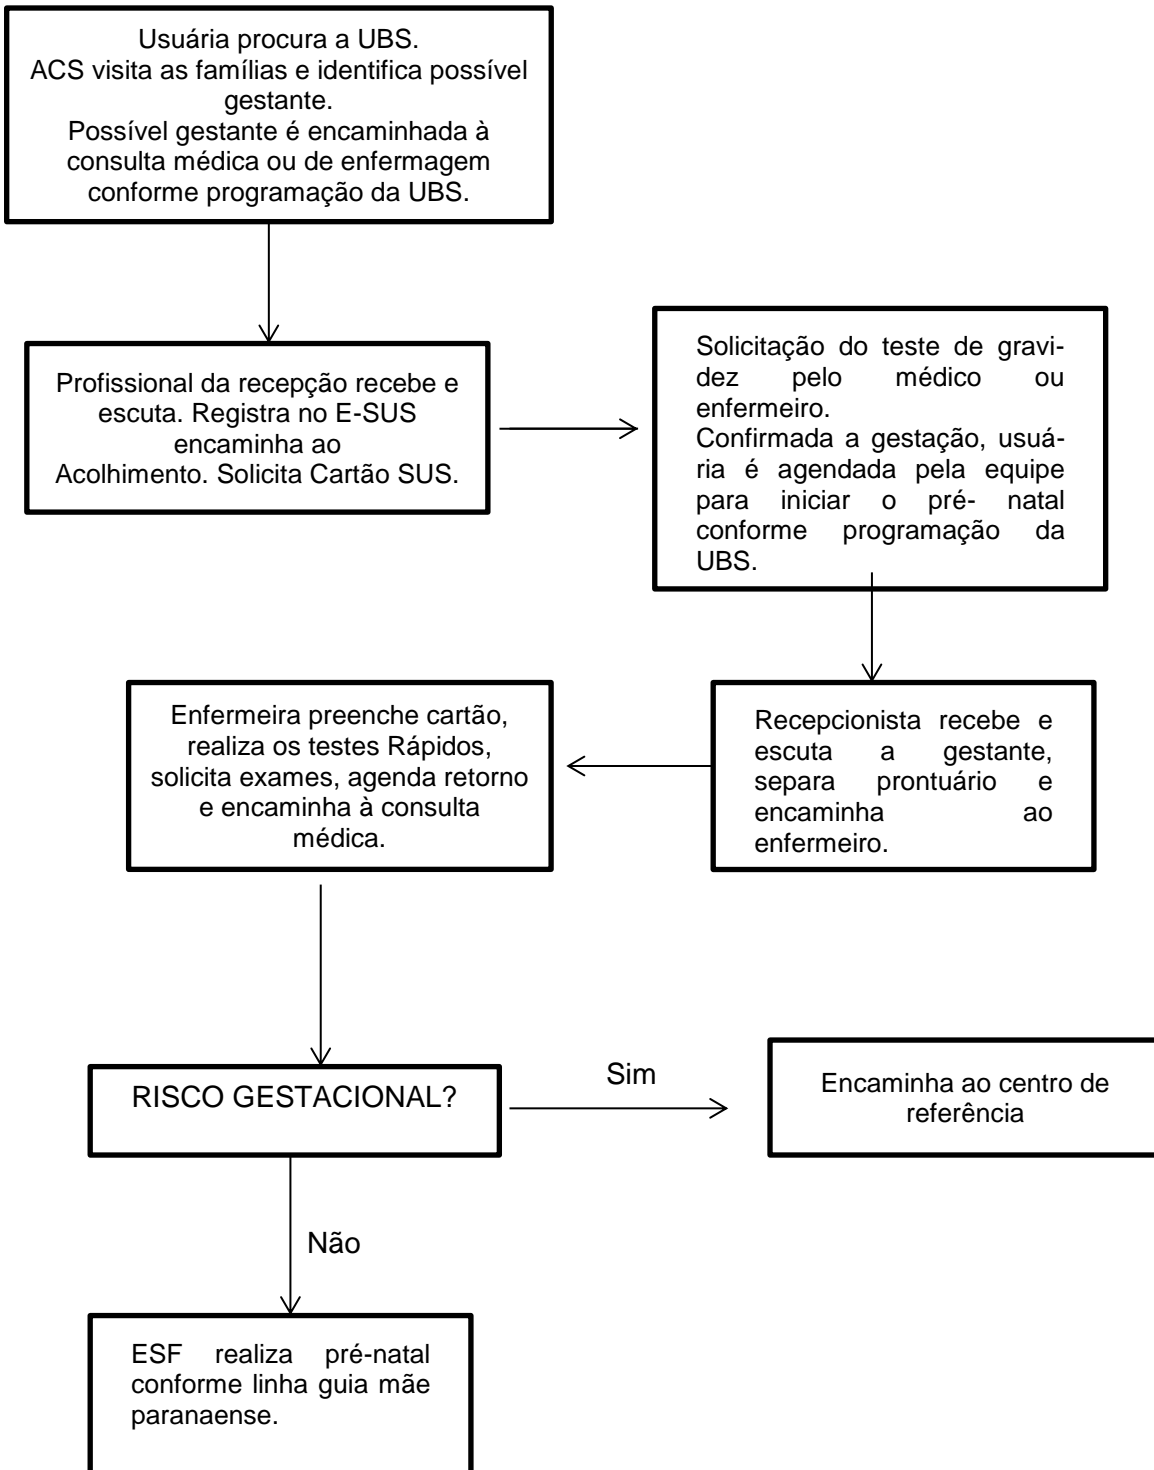 Usuária procura a UBS.
ACS visita as famílias e identifica possível
gestante.
Possível gestante é encaminhada à
consulta médica ou de enfermagem
conforme programação da UBS.
Profissional da recepção recebe e
escuta. Registra no E-SUS
encaminha ao
Acolhimento. Solicita Cartão SUS.
Solicitação do teste de gravi-
dez pelo médico ou
enfermeiro.
Confirmada a gestação, usuá-
ria é agendada pela equipe
para iniciar o pré- natal
conforme programação da
UBS.
Recepcionista recebe e
escuta a gestante,
separa prontuário e
encaminha ao
enfermeiro.
Enfermeira preenche cartão,
realiza os testes Rápidos,
solicita exames, agenda retorno
e encaminha à consulta
médica.
RISCO GESTACIONAL?
Sim
Encaminha ao centro de
referência
Não
ESF realiza pré-natal
conforme linha guia mãe
paranaense.